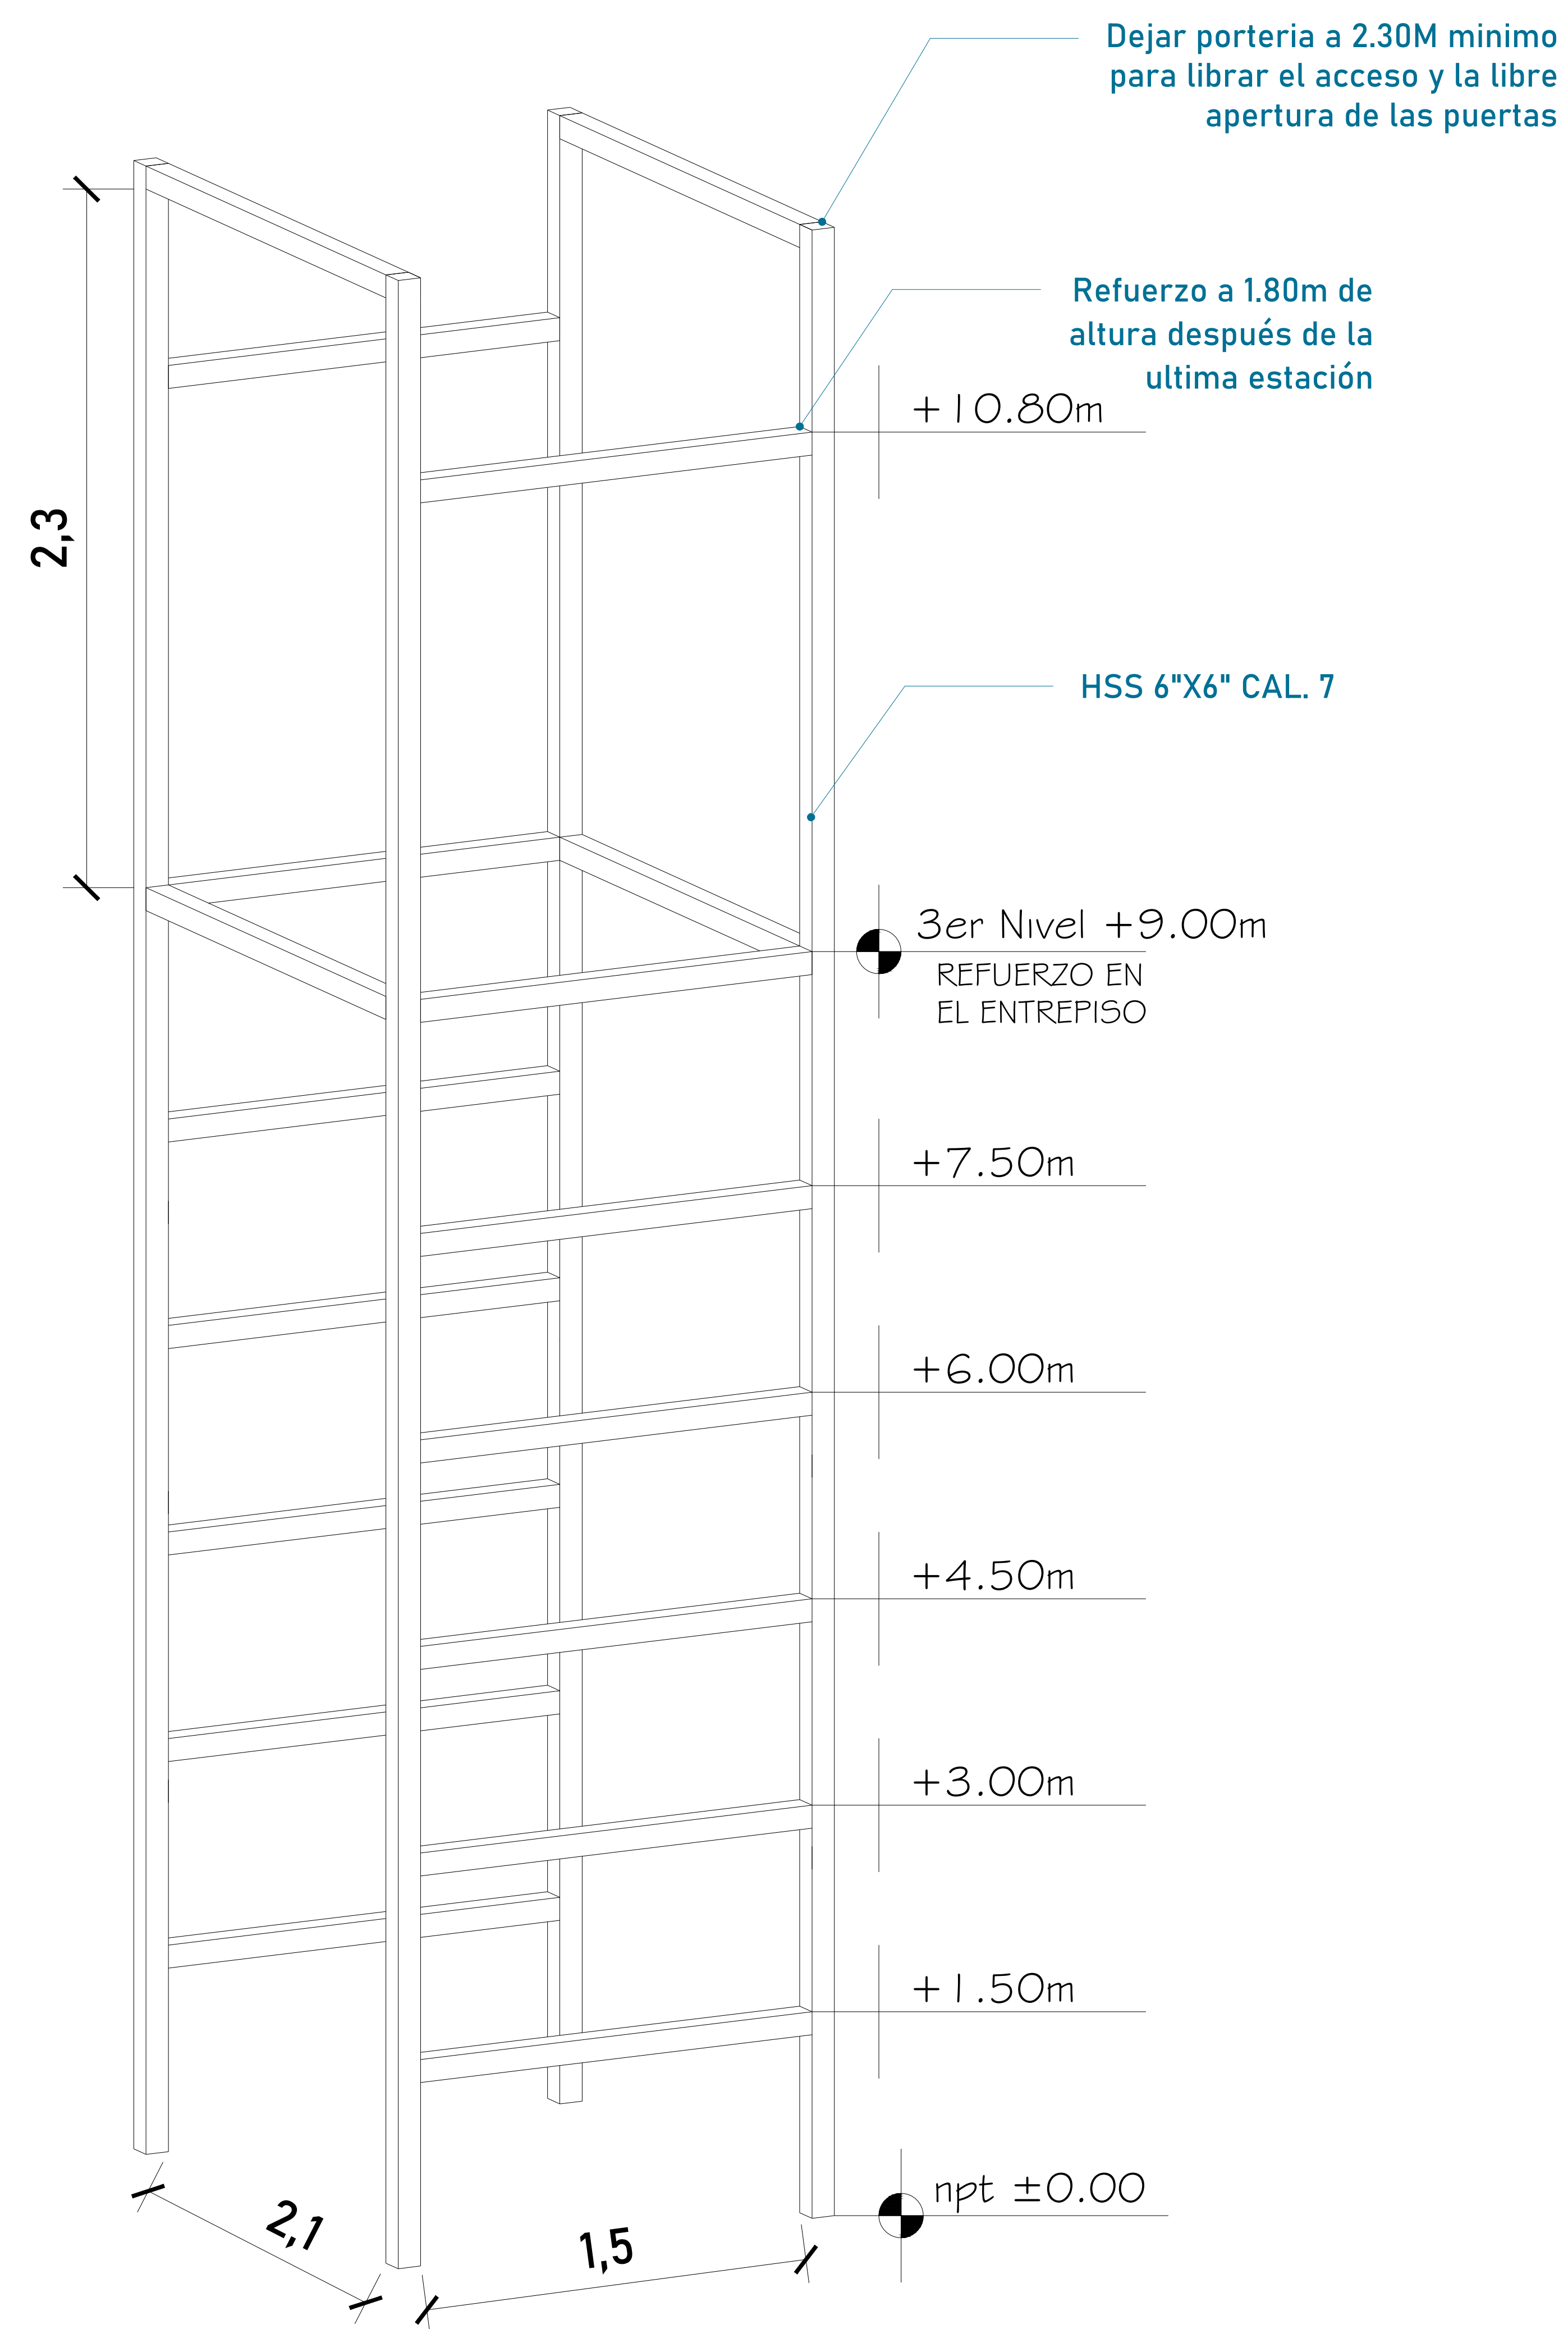 Dejar porteria a 2.30M minimo
para librar el acceso y la libre
apertura de las puertas
Refuerzo a 1.80m de
altura después de la
ultima estación
+10.80m
2,3
HSS 6"X6" CAL. 7
3er Nivel +9.00m
REFUERZO EN
EL ENTREPISO
+7.50m
+6.00m
+4.50m
+3.00m
+1.50m
npt ±0.00
2,1
1,5